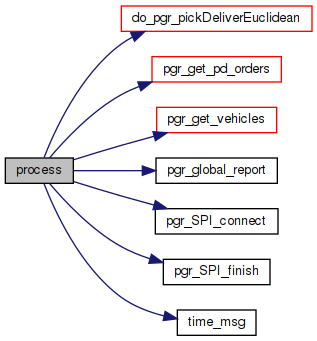 do_pgr_pickDeliverEuclidean
pgr_get_pd_orders
pgr_get_vehicles
process
pgr_global_report
pgr_SPI_connect
pgr_SPI_finish
time_msg